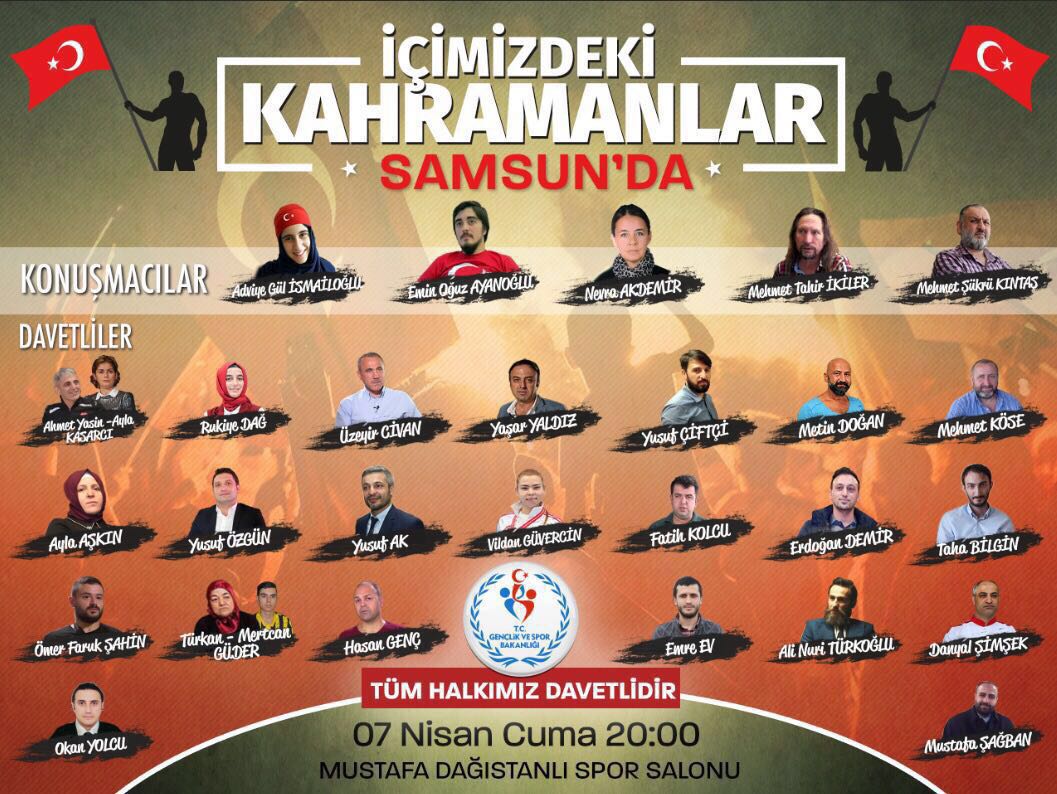 İÇİMİZDEKİ
KAHRAMANLAR
SAMSUN'DA
KONUŞMACILAR
Adviye Gül İSMAİLOĞLU
Emin Oğuz AYANOĞLU
Nevra AKDEMİR
Mehmet Tahir İKİLER
Mehmet Şükrü KINTAŞ
DAVETLİLER
Ahmet Yasin -Ayla
KASARCI
Rukiye DAĞ
Üzeyir CİVAN
Yaşar YALDIZ
Yusuf ÇİFTÇİ
Metin DOĞAN
Mehmet KÖSE
Ayla AŞKIN
Yusuf ÖZGÜN
Yusuf AK
Vildan GÜVERCİN
Fatih KOLCU
Erdoğan DEMİR
Taha BİLGİN
Ömer Faruk ŞAHİN
Türkan - Mertcan
GÜDER
Hasan GENÇ
T.C.
GENÇLİK VE SPOR
BAKANLIĞI
Emre EV
Ali Nuri TÜRKOĞLU
Danyal ŞİMŞEK
Okan YOLCU
Mustafa ŞAĞBAN
TÜM HALKIMIZ DAVETLİDİR
07 Nisan Cuma 20:00
MUSTAFA DAĞISTANLI SPOR SALONU